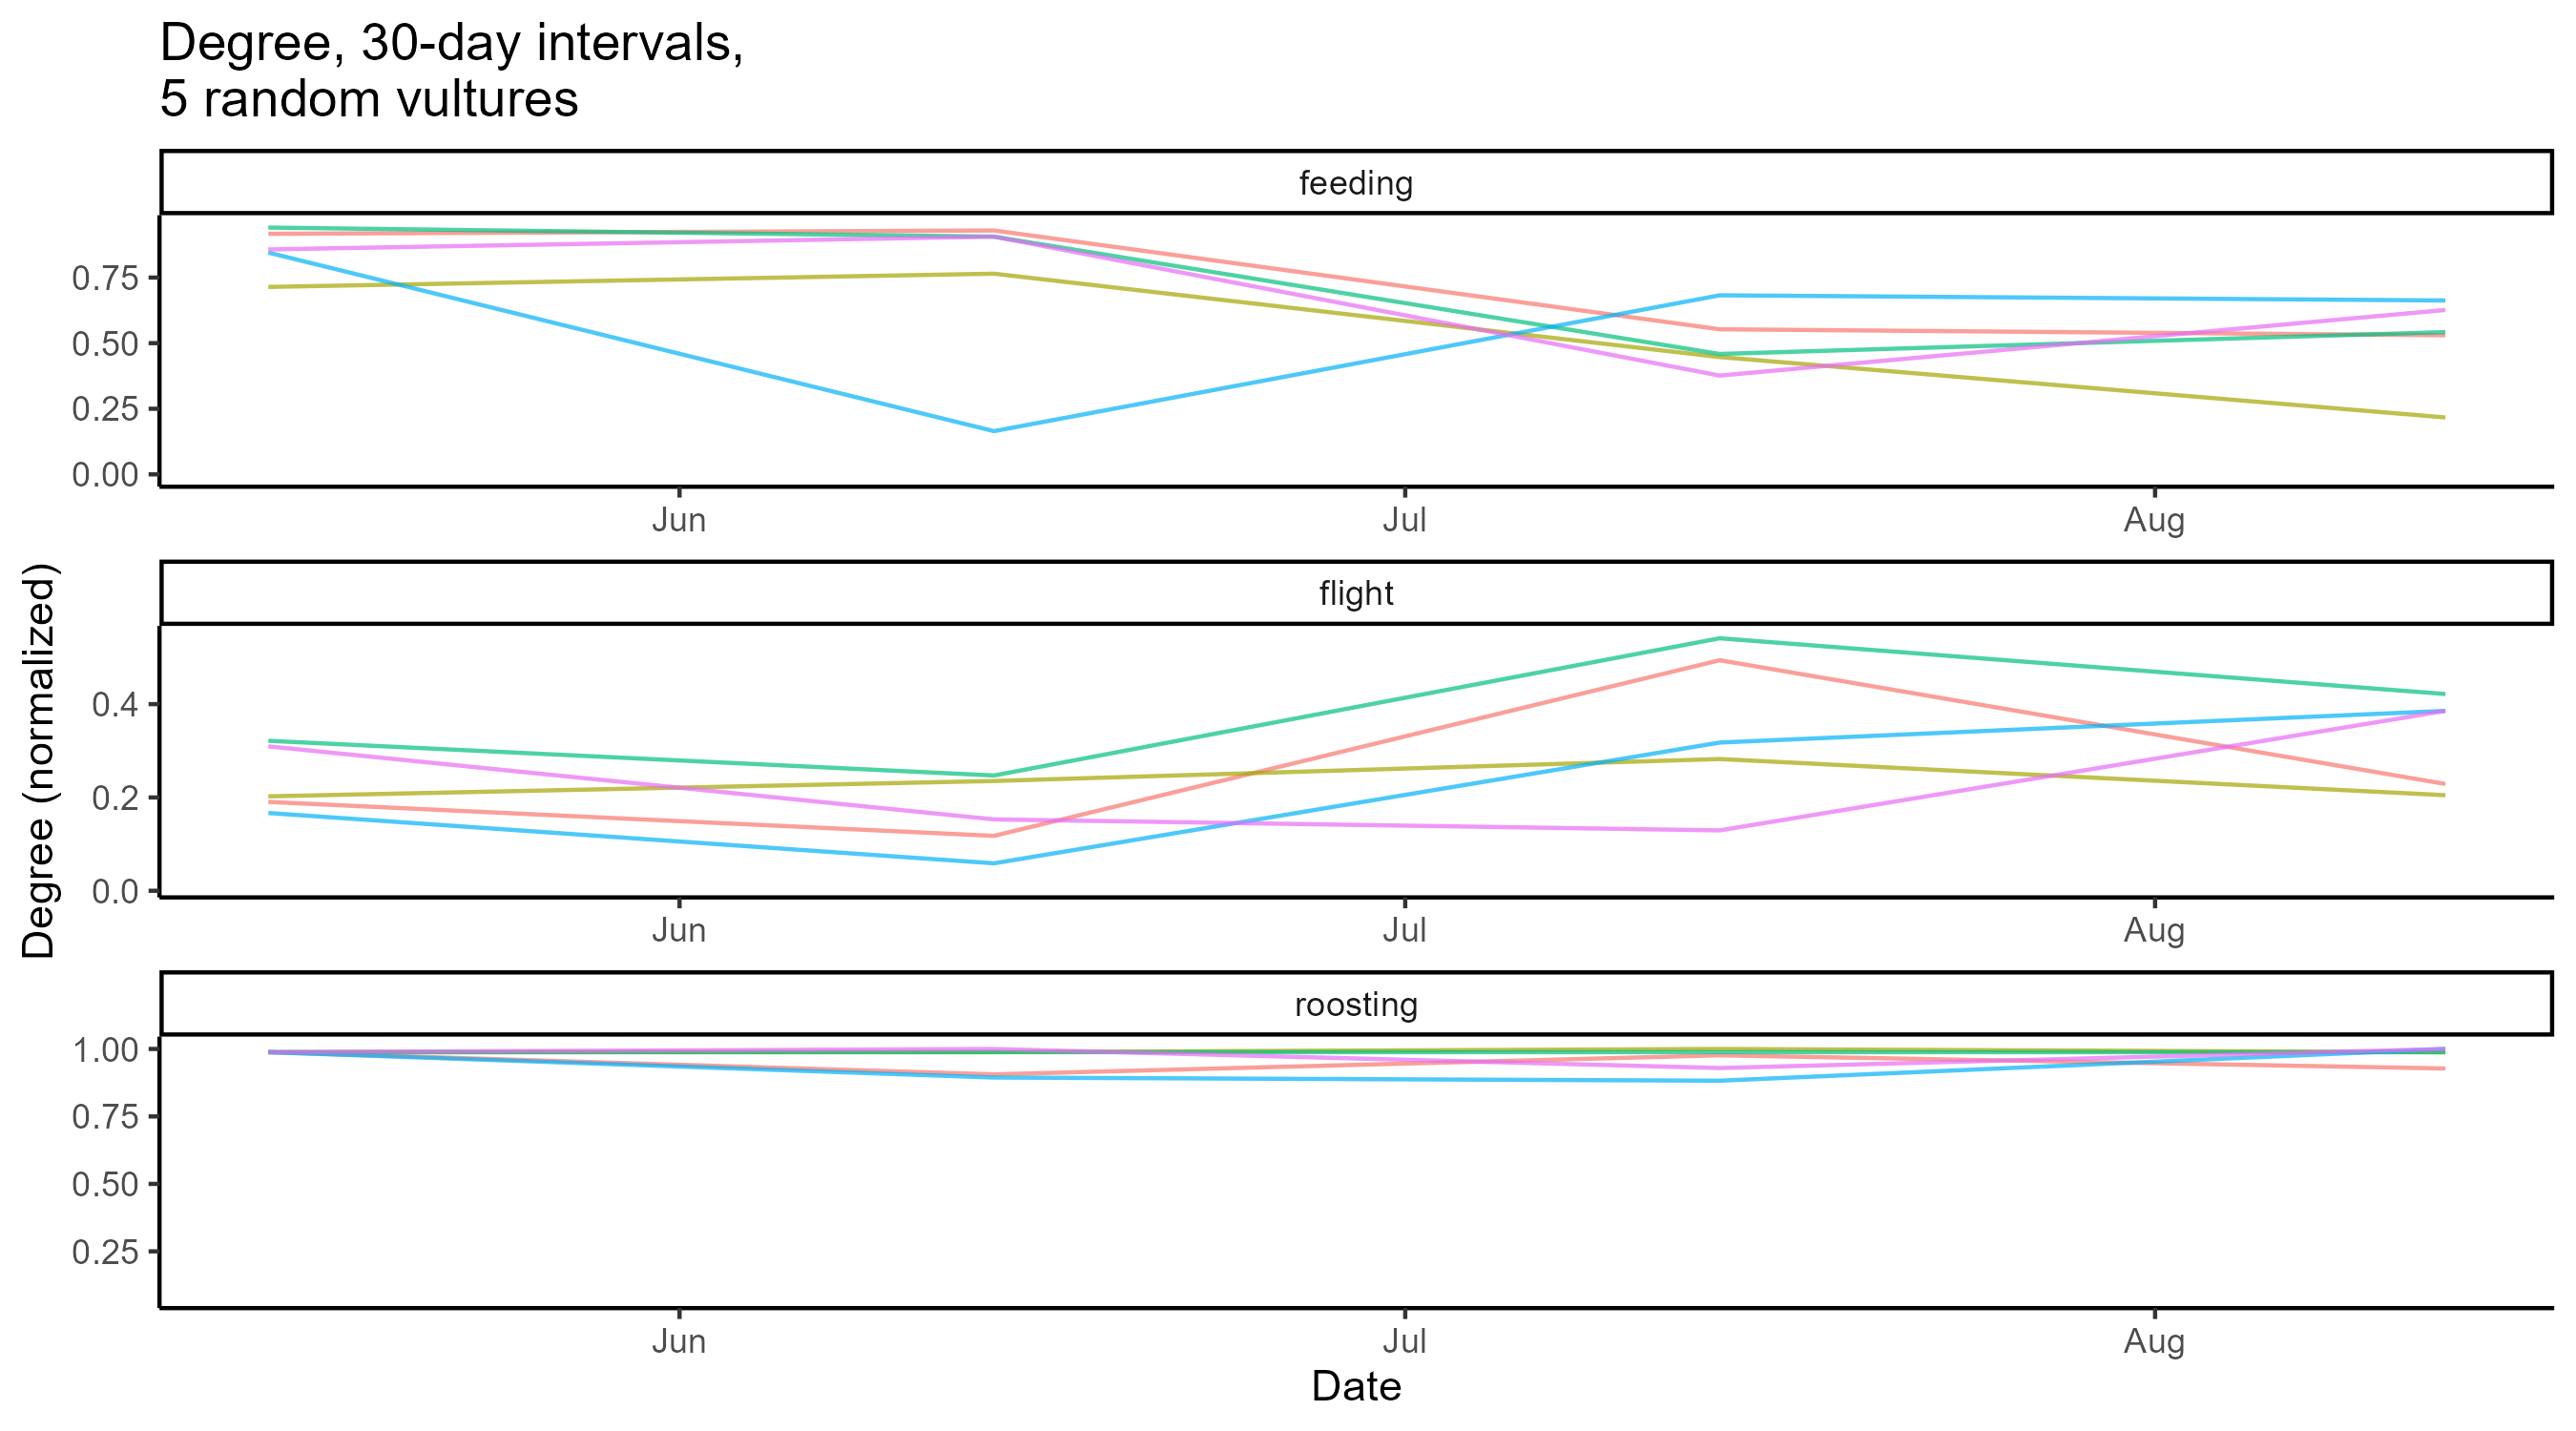 Degree, 30-day intervals,
5 random vultures
feeding
0.75
0.50
0.25
0.00
Jun Jul Aug
Degree (normalized)
flight
0.4
0.2
0.0
Jun Jul Aug
roosting
1.00
0.75
0.50
0.25
Jun Jul Aug
Date